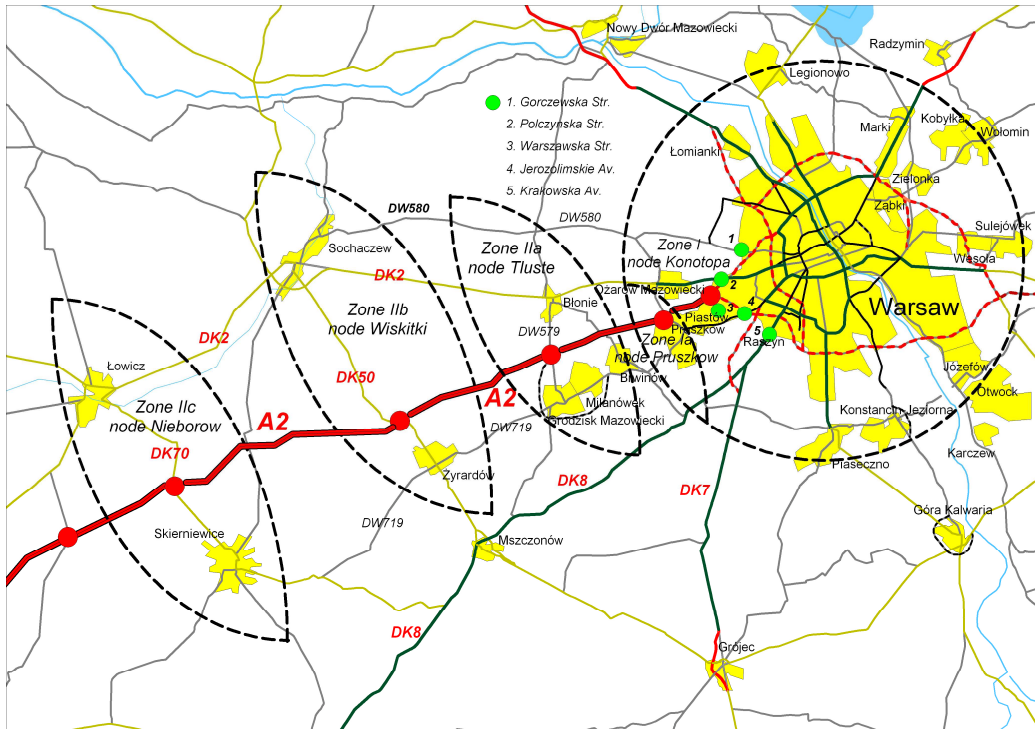 Nowy Dwór Mazowiecki
Radzymin
Legionowo
1. Gorczewska Str.
2. Polczyńska Str.
3. Warszawska Str.
4. Jerozolimskie Av.
5. Krakowska Av.
Marki
Kobyłka
Wołomin
Łomianki
Zielonka
Ząbki
DW580
DW580
Sulejówek
Wesoła
Sochaczew
Zone IIa
node Tluste
Zone I
node Konotopa
1
DK2
Zone IIb
node Wiskitki
Błonie
Ożarów Mazowiecki
2
Warsaw
3
4
Piastów
Pruszków
5
Raszyn
DK2
DW579
Zone Ia
node Pruszkow
Łowicz
DK50
Brwinów
Józefów
Otwock
Zone IIc
node Nieborow
A2
A2
Milanówek
Grodzisk Mazowiecki
Konstancin-Jeziorna
DW719
DK70
Karczew
Piaseczno
Żyrardów
DK8
DK7
Góra Kalwaria
DW719
Skierniewice
Mszczonów
DK8
Grójec